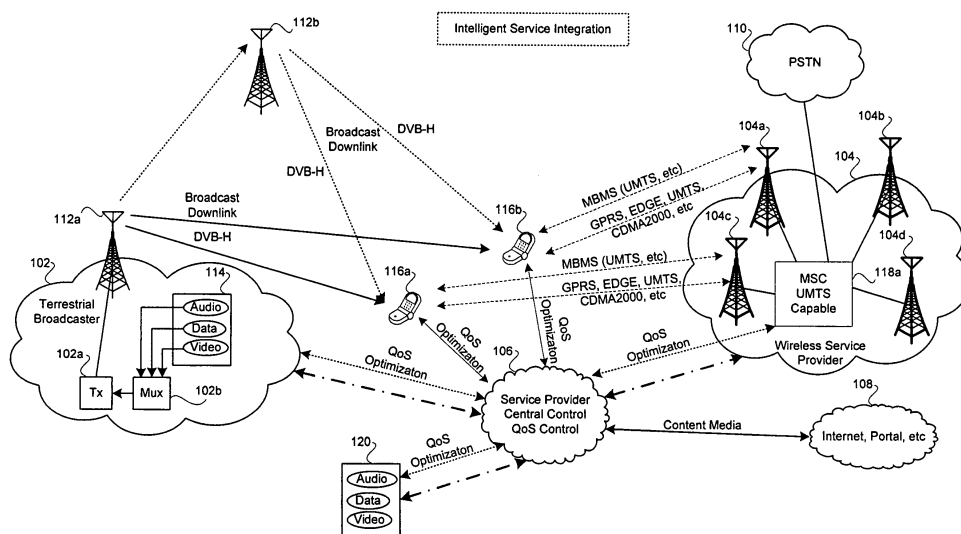 Intelligent Service Integration
112b
110
PSTN
104a
104b
104
Broadcast
Downlink
DVB-H
DVB-H
MBMS (UMTS, etc)
GPRS, EDGE, UMTS,
CDMA2000, etc
112a
Broadcast
Downlink
DVB-H
116b
104c
104d
MBMS (UMTS, etc)
GPRS, EDGE, UMTS,
CDMA2000, etc
116a
MSC
UMTS
Capable
118a
Wireless Service
Provider
102
114
Terrestrial
Broadcaster
Audio
Data
Video
102a
Tx
Mux
102b
QoS
Optimizaton
QoS
Optimizaton
QoS
Optimizaton
QoS
Optimizaton
106
Service Provider
Central Control
QoS Control
108
Content Media
Internet, Portal, etc
120
QoS
Optimizaton
Audio
Data
Video